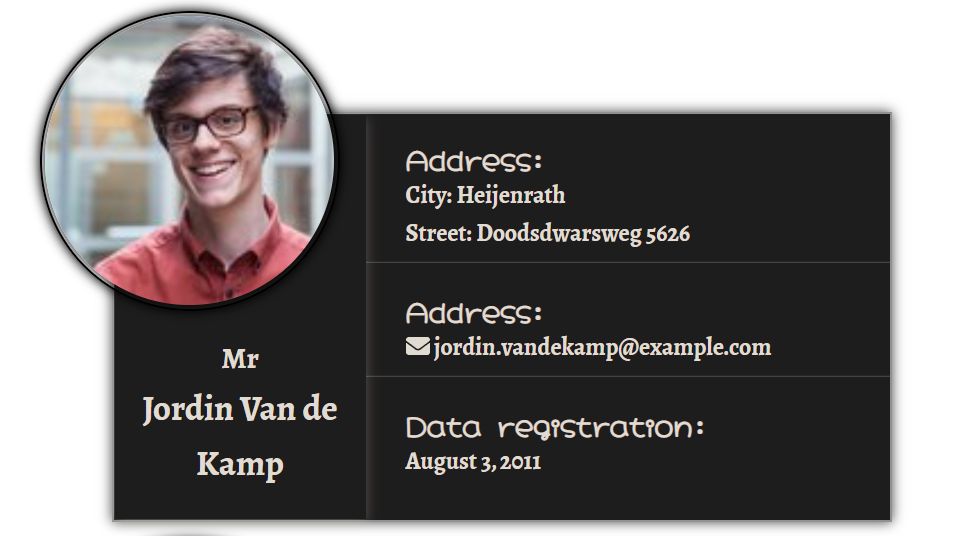 Mr
Jordin Van de
Kamp
Address:
City: Heijenrath
Street: Doodsdwarsweg 5626
Address:
jordin.vandekamp@example.com
Data registration:
August 3, 2011